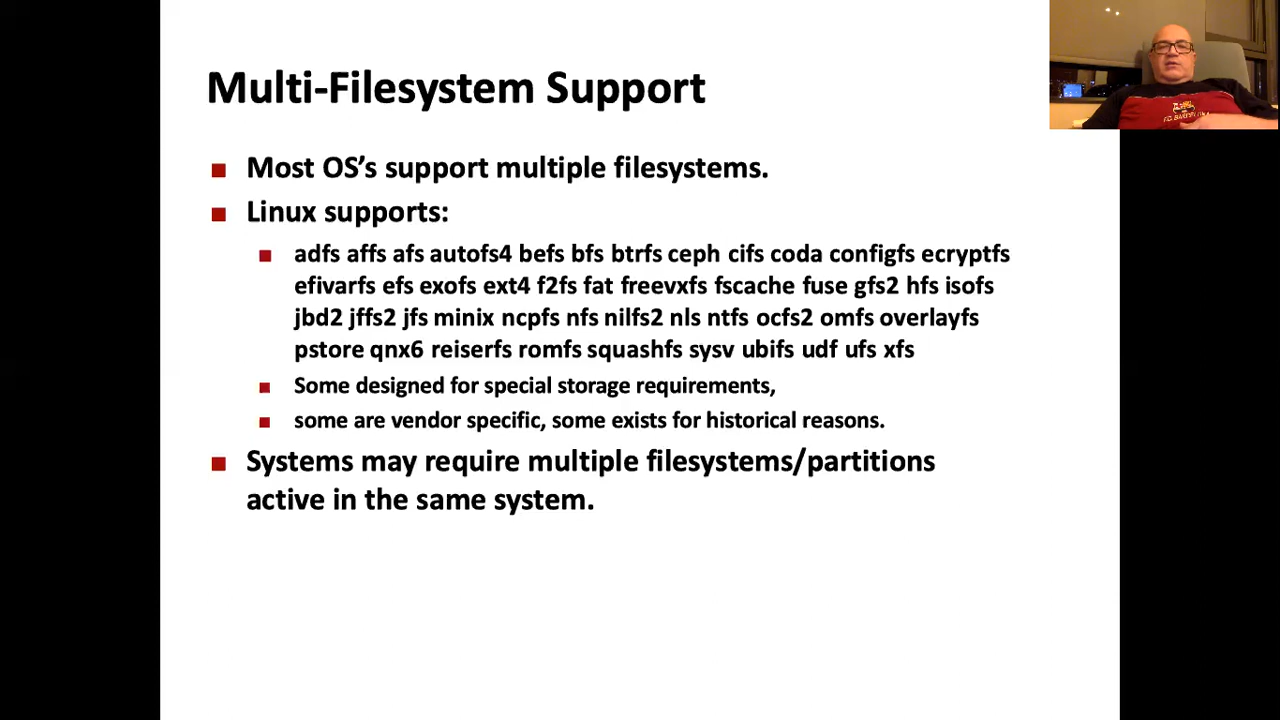 Multi-Filesystem Support
Most OS's support multiple filesystems.
Linux supports:
adfs affs afs autofs4 befs bfs btrfs ceph cifs coda configfs ecryptfs
efivarfs efs exofs ext4 f2fs fat freevxfs fscache fuse gfs2 hfs isofs
jbd2 jffs2 jfs minix ncpfs nfs nilfs2 nls ntfs ocfs2 omfs overlayfs
pstore qnx6 reiserfs romfs squashfs sysv ubifs udf ufs xfs
Some designed for special storage requirements,
some are vendor specific, some exists for historical reasons.
Systems may require multiple filesystems/partitions
active in the same system.